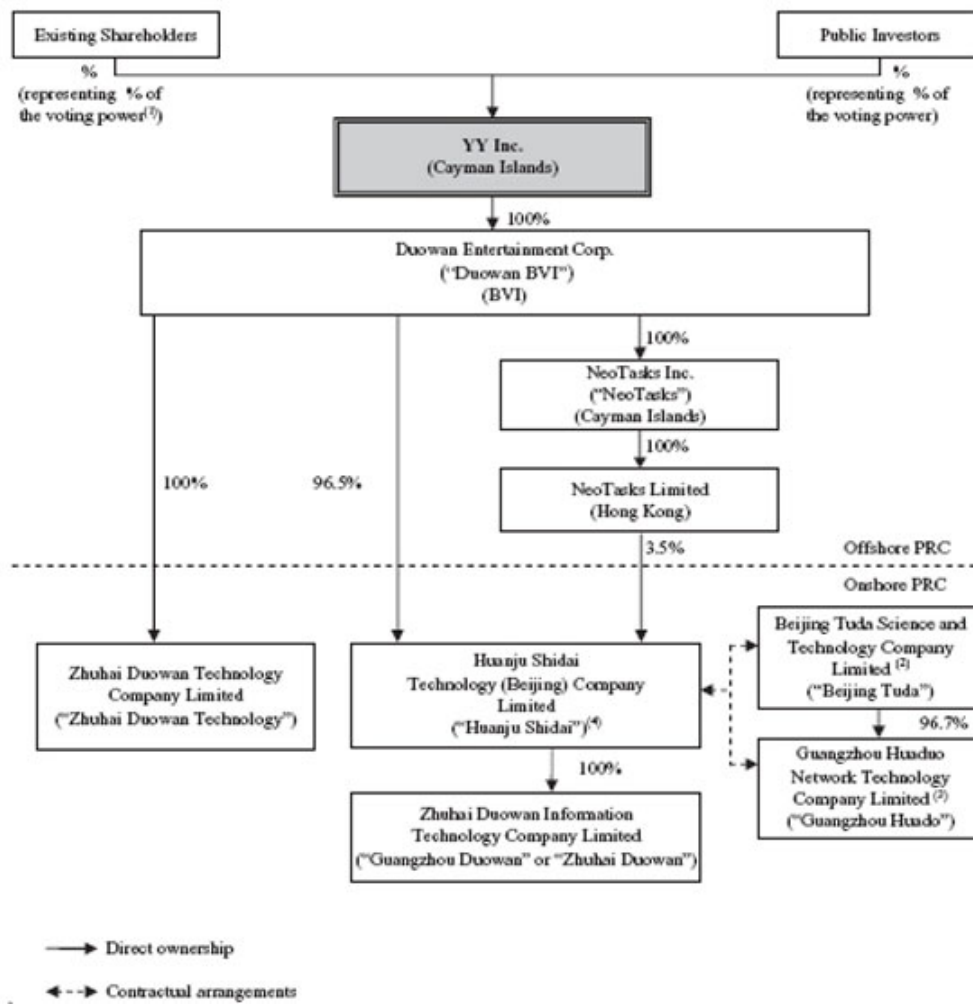 Existing Shareholders
Public Investors
%
(representing % of
the voting power(7))
%
(representing % of
the voting power)
YY Inc.
(Cayman Islands)
100%
Duowan Entertainment Corp.
(“Duowan BVI”)
(BVI)
100%
NeoTasks Inc.
(“NeoTasks”)
(Cayman Islands)
100%
100%
96.5%
NeoTasks Limited
(Hong Kong)
3.5%
Offshore PRC
Onshore PRC
Zhuhai Duowan Technology
Company Limited
(“Zhuhai Duowan Technology”)
Huanju Shidai
Technology (Beijing) Company
Limited
(“Huanju Shidai”)(4)
Beijing Tuda Science and
Technology Company
Limited (2)
(“Beijing Tuda”)
96.7%
100%
Guangzhou Huaduo
Network Technology
Company Limited
(“Guangzhou Huado”)
Zhuhai Duowan Information
Technology Company Limited
(“Guangzhou Duowan” or “Zhuhai Duowan”)
Direct ownership
Contractual arrangements